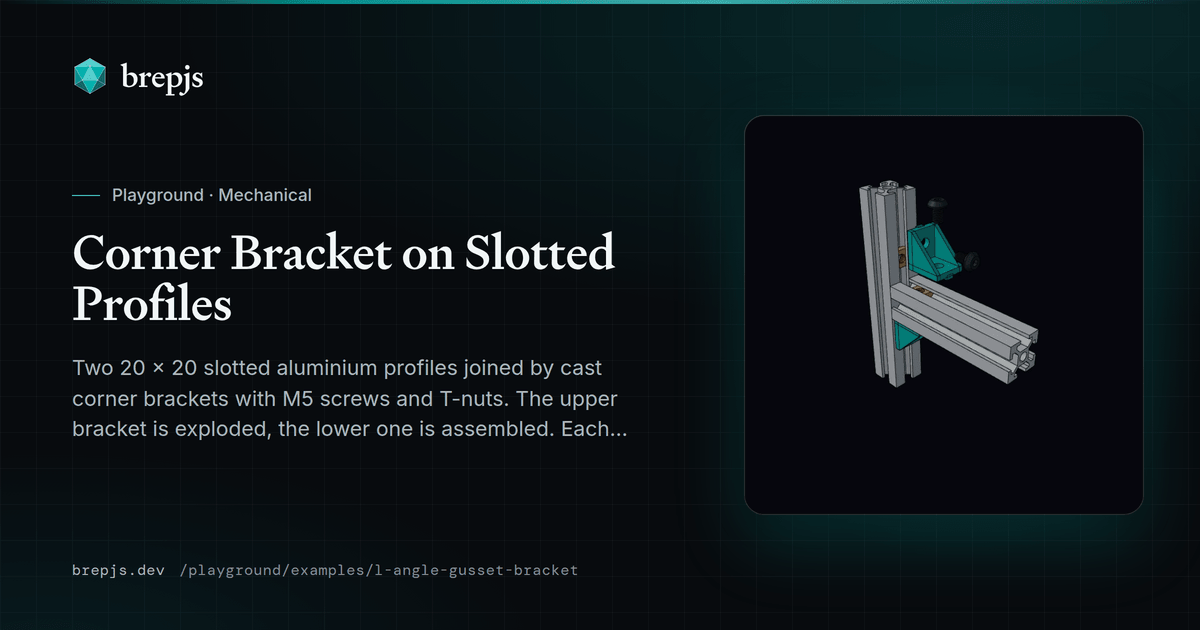 brepjs
Playground · Mechanical
Corner Bracket on Slotted
Profiles
Two 20 × 20 slotted aluminium profiles joined by cast
corner brackets with M5 screws and T-nuts. The upper
bracket is exploded, the lower one is assembled. Each…
brepjs.dev /playground/examples/l-angle-gusset-bracket